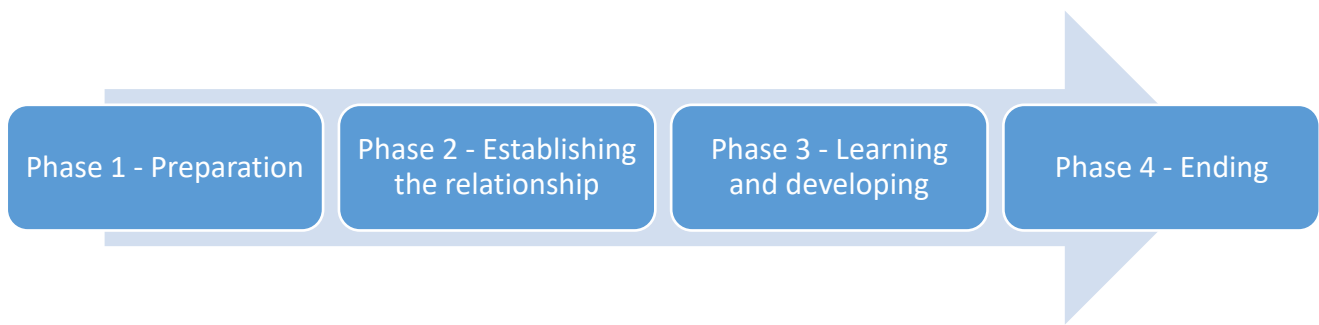 Phase 1 - Preparation
Phase 2 - Establishing
the relationship
Phase 3 - Learning
and developing
Phase 4 - Ending